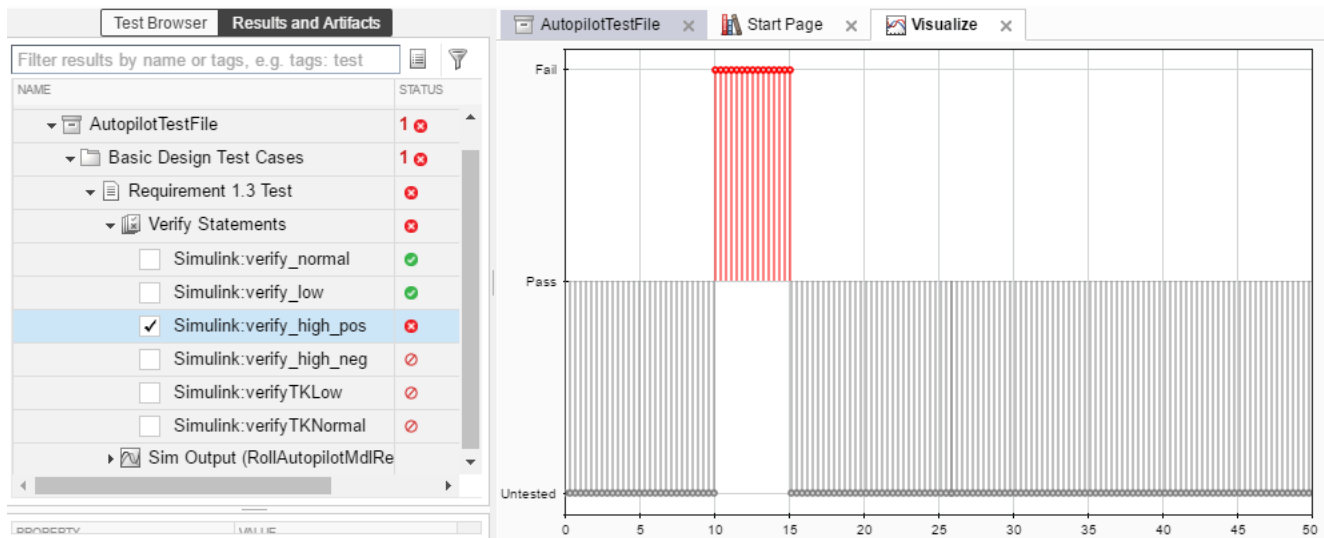 Test Browser Results and Artifacts
Filter results by name or tags, e.g. tags: test
NAME STATUS
AutopilotTestFile 1
Basic Design Test Cases 1
Requirement 1.3 Test
Verify Statements
Simulink:verify_normal
Simulink:verify_low
Simulink:verify_high_pos
Simulink:verify_high_neg
Simulink:verifyTKLow
Simulink:verifyTKNormal
Sim Output (RollAutopilotMdlRe
PROPERTY VALUE
AutopilotTestFile Start Page Visualize
Fail
Pass
Untested
0 5 10 15 20 25 30 35 40 45 50